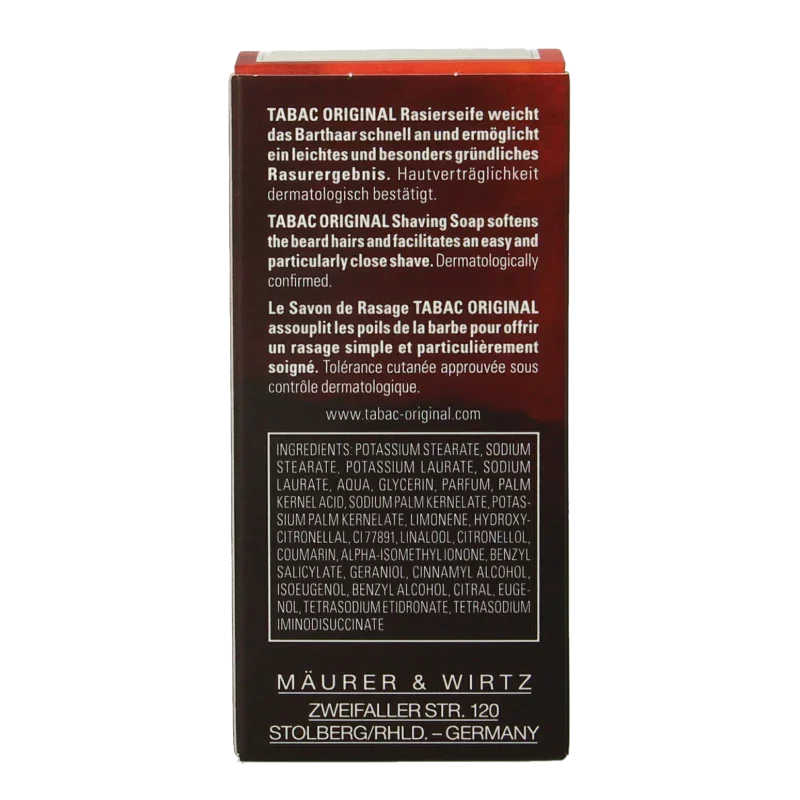 TABAC ORIGINAL Rasierseife weicht
das Barthaar schnell an und ermöglicht
ein leichtes und besonders gründliches
Rasurergebnis. Hautverträglichkeit
dermatologisch bestätigt.
TABAC ORIGINAL Shaving Soap softens
the beard hairs and facilitates an easy and
particularly close shave. Dermatologically
confirmed.
Le Savon de Rasage TABAC ORIGINAL
assouplit les poils de la barbe pour offrir
un rasage simple et particulièrement
soigné. Tolérance cutanée approuvée sous
contrôle dermatologique.
www.tabac-original.com
INGREDIENTS: POTASSIUM STEARATE, SODIUM
STEARATE, POTASSIUM LAURATE, SODIUM
LAURATE, AQUA, GLYCERIN, PARFUM, PALM
KERNEL ACID, SODIUM PALM KERNELATE, POTAS-
SIUM PALM KERNELATE, LIMONENE, HYDROXY-
CITRONELLAL, CI 77891, LINALOOL, CITRONELLOL,
COUMARIN, ALPHA-ISOMETHYL IONONE, BENZYL
SALICYLATE, GERANIOL, CINNAMYL ALCOHOL,
ISOEUGENOL, BENZYL ALCOHOL, CITRAL, EUGE-
NOL, TETRASODIUM ETIDRONATE, TETRASODIUM
IMINODISUCCINATE
MÄURER & WIRTZ
ZWEIFALLER STR. 120
STOLBERG/RHLD. – GERMANY